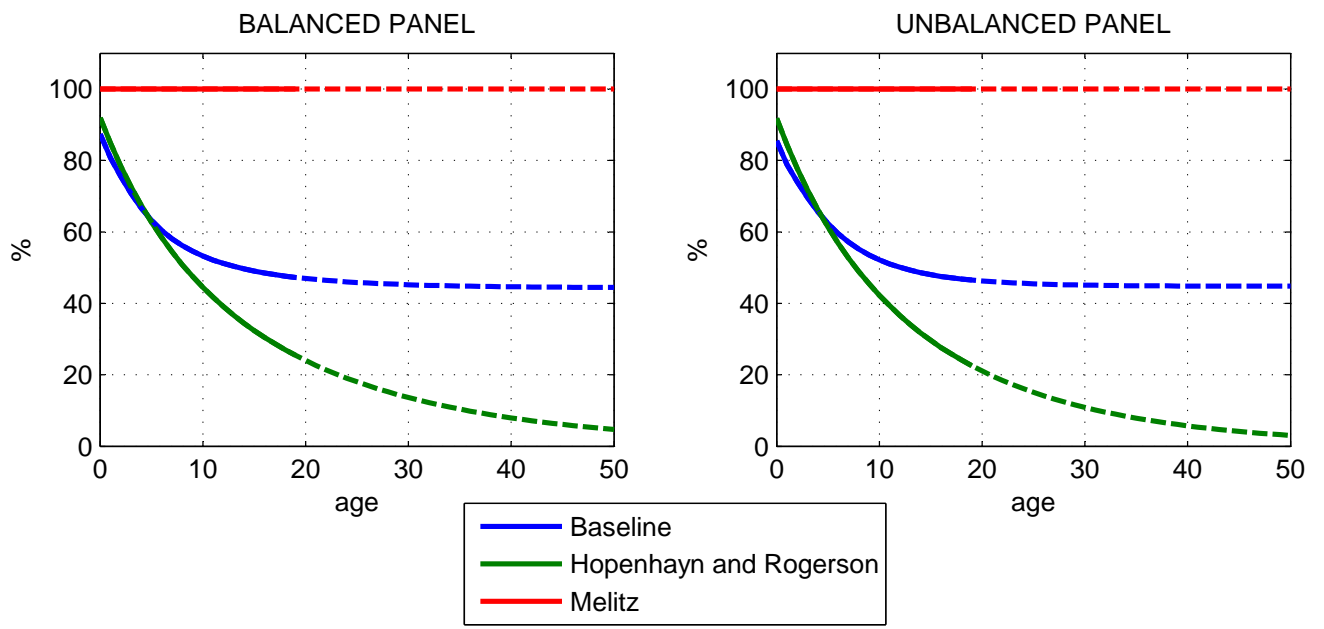 BALANCED PANEL
100
80
60
40
20
0
%
0 10 20 30 40 50
age
UNBALANCED PANEL
100
80
60
40
20
0
%
0 10 20 30 40 50
age
Baseline
Hopenhayn and Rogerson
Melitz